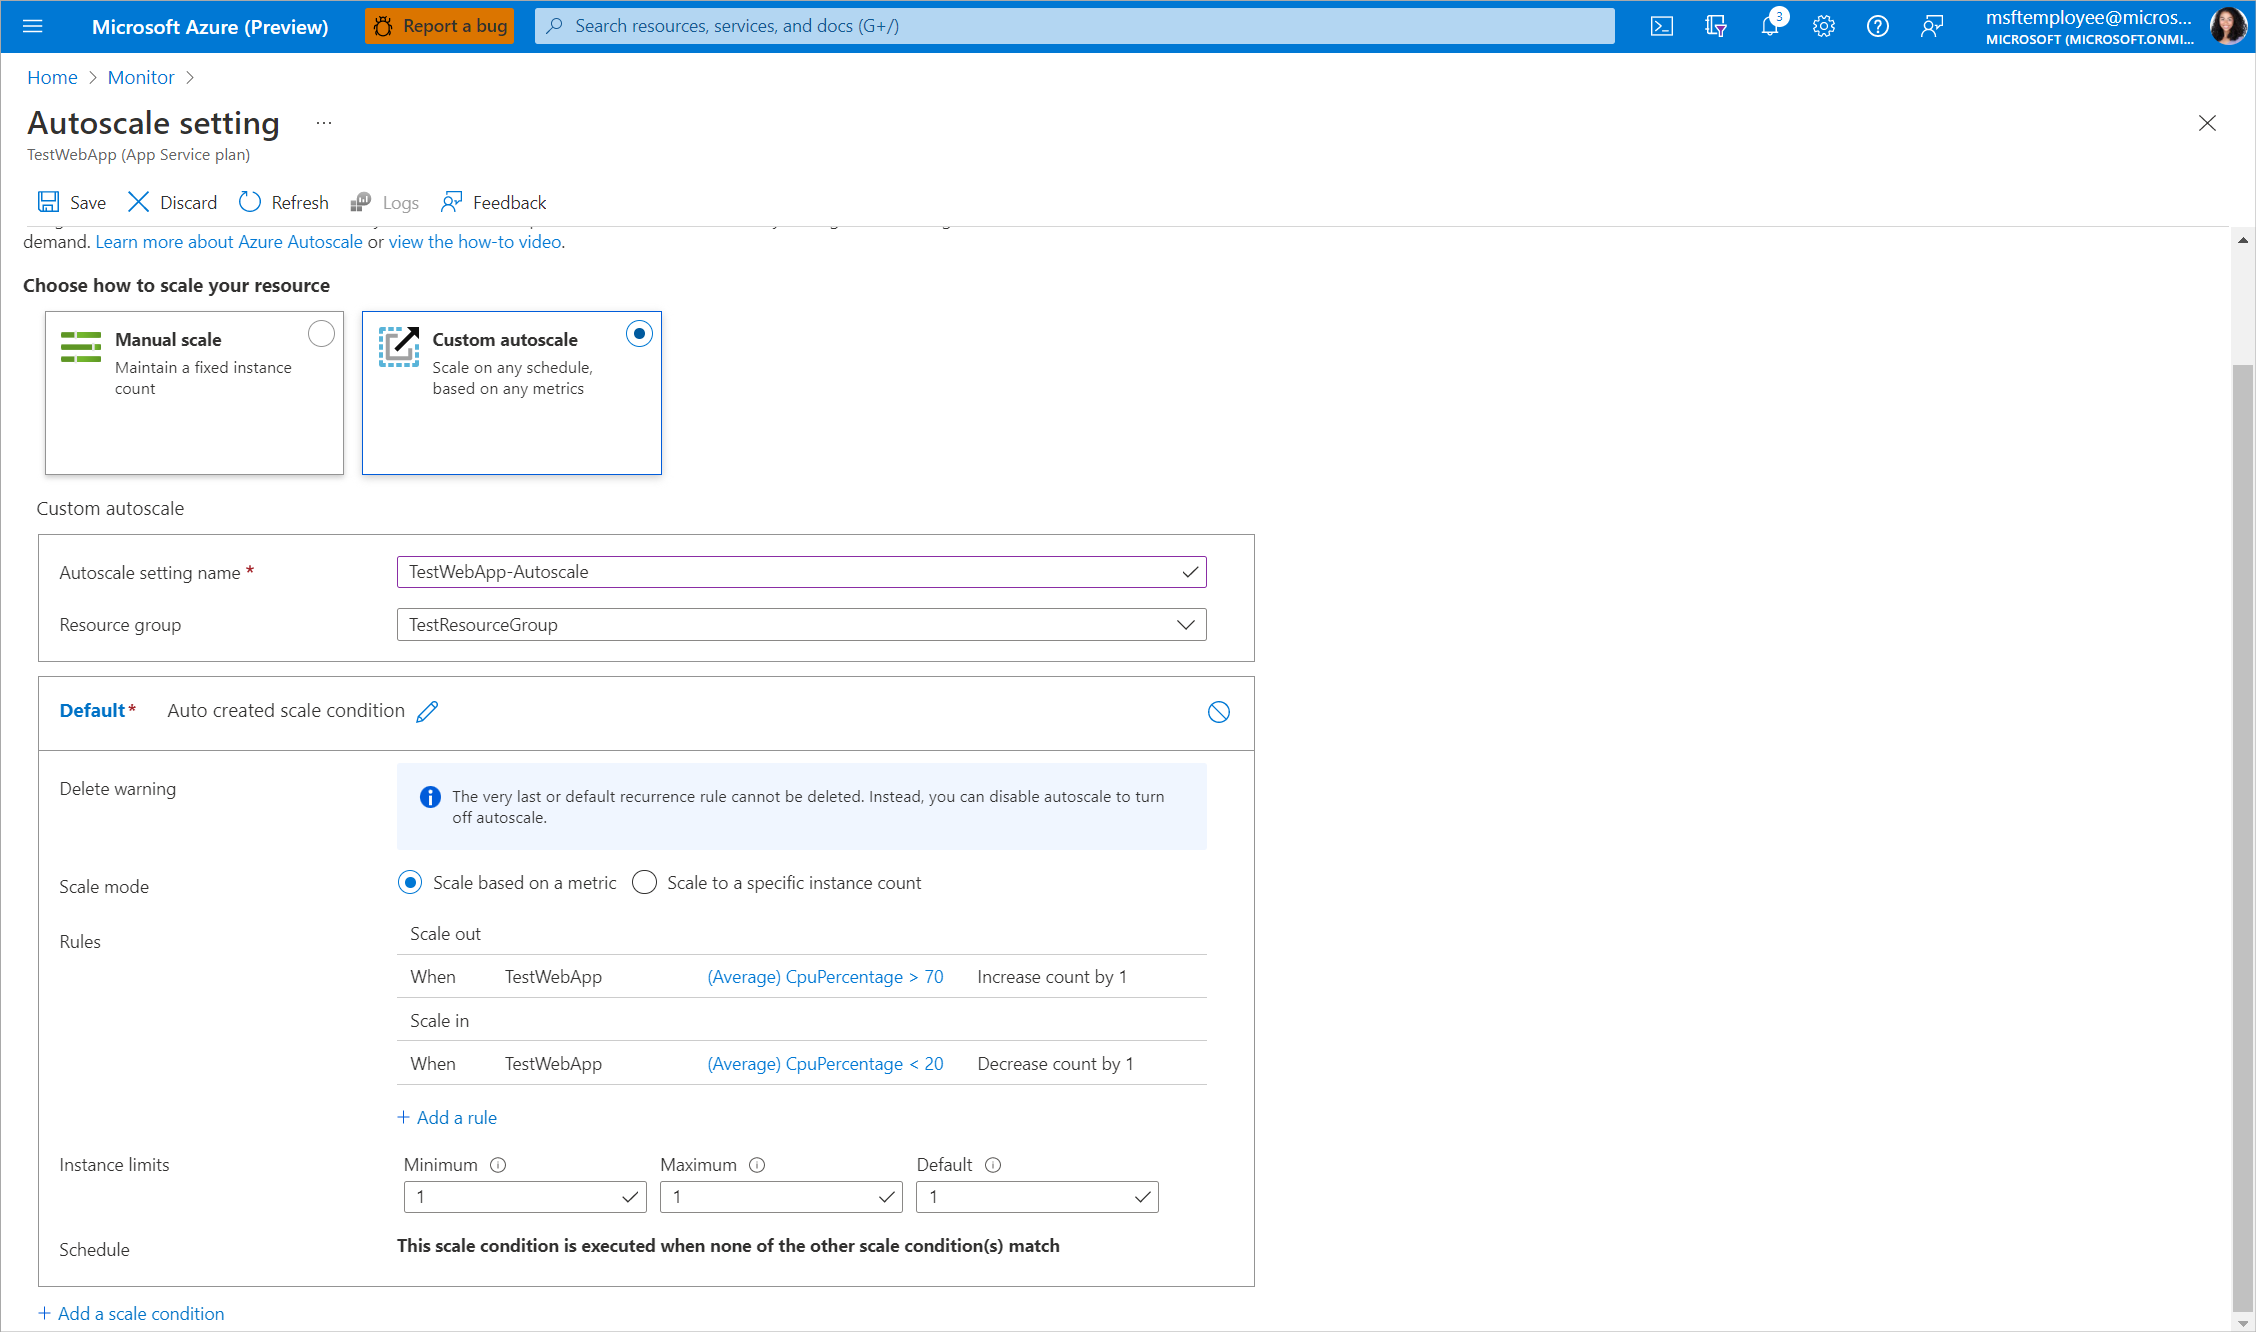 Microsoft Azure (Preview)
Report a bug
Search resources, services, and docs (G+/)
3
msftemployee@micros...
MICROSOFT (MICROSOFT.ONMI...
Home > Monitor >
Autoscale setting ...
TestWebApp (App Service plan)
Save Discard Refresh Logs Feedback
demand. Learn more about Azure Autoscale or view the how-to video.
Choose how to scale your resource
Manual scale
Maintain a fixed instance
count
Custom autoscale
Scale on any schedule,
based on any metrics
Custom autoscale
Autoscale setting name * TestWebApp-Autoscale
Resource group TestResourceGroup
Default* Auto created scale condition
Delete warning
The very last or default recurrence rule cannot be deleted. Instead, you can disable autoscale to turn
off autoscale.
Scale mode Scale based on a metric Scale to a specific instance count
Rules
Scale out
When TestWebApp (Average) CpuPercentage > 70 Increase count by 1
Scale in
When TestWebApp (Average) CpuPercentage < 20 Decrease count by 1
+ Add a rule
Instance limits Minimum Maximum Default
1 1 1
Schedule This scale condition is executed when none of the other scale condition(s) match
+ Add a scale condition